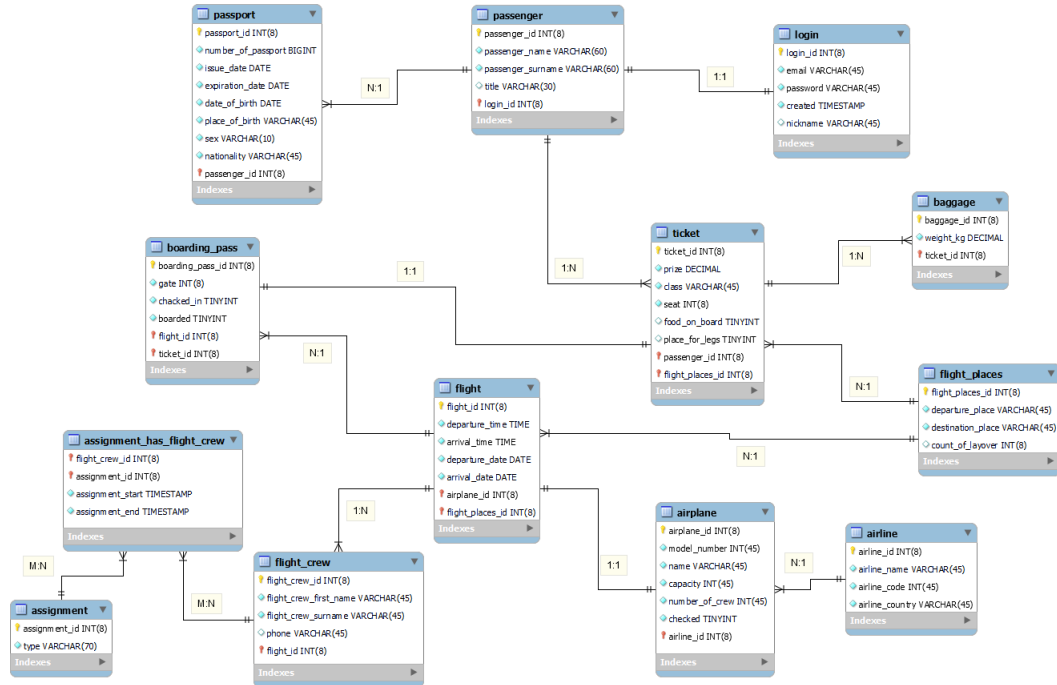 passport
passport_id INT(8)
number_of_passport BIGINT
issue_date DATE
expiration_date DATE
date_of_birth DATE
place_of_birth VARCHAR(45)
sex VARCHAR(10)
nationality VARCHAR(45)
passenger_id INT(8)
Indexes
N:1
passenger
passenger_id INT(8)
passenger_name VARCHAR(60)
passenger_surname VARCHAR(60)
title VARCHAR(30)
login_id INT(8)
Indexes
1:1
login
login_id INT(8)
email VARCHAR(45)
password VARCHAR(45)
created TIMESTAMP
nickname VARCHAR(45)
Indexes
boarding_pass
boarding_pass_id INT(8)
gate INT(8)
chacked_in TINYINT
boarded TINYINT
flight_id INT(8)
ticket_id INT(8)
Indexes
1:1
N:1
1:N
ticket
ticket_id INT(8)
prize DECIMAL
class VARCHAR(45)
seat INT(8)
food_on_board TINYINT
place_for_legs TINYINT
passenger_id INT(8)
flight_places_id INT(8)
Indexes
1:N
baggage
baggage_id INT(8)
weight_kg DECIMAL
ticket_id INT(8)
Indexes
N:1
flight_places
flight_places_id INT(8)
departure_place VARCHAR(45)
destination_place VARCHAR(45)
count_of_layover INT(8)
Indexes
N:1
flight
flight_id INT(8)
departure_time TIME
arrival_time TIME
departure_date DATE
arrival_date DATE
airplane_id INT(8)
flight_places_id INT(8)
Indexes
1:N
1:1
assignment_has_flight_crew
flight_crew_id INT(8)
assignment_id INT(8)
assignment_start TIMESTAMP
assignment_end TIMESTAMP
Indexes
M:N
M:N
assignment
assignment_id INT(8)
type VARCHAR(70)
Indexes
flight_crew
flight_crew_id INT(8)
flight_crew_first_name VARCHAR(45)
flight_crew_surname VARCHAR(45)
phone VARCHAR(45)
flight_id INT(8)
Indexes
airplane
airplane_id INT(8)
model_number INT(45)
name VARCHAR(45)
capacity INT(45)
number_of_crew INT(45)
checked TINYINT
airline_id INT(8)
Indexes
N:1
airline
airline_id INT(8)
airline_name VARCHAR(45)
airline_code INT(45)
airline_country VARCHAR(45)
Indexes